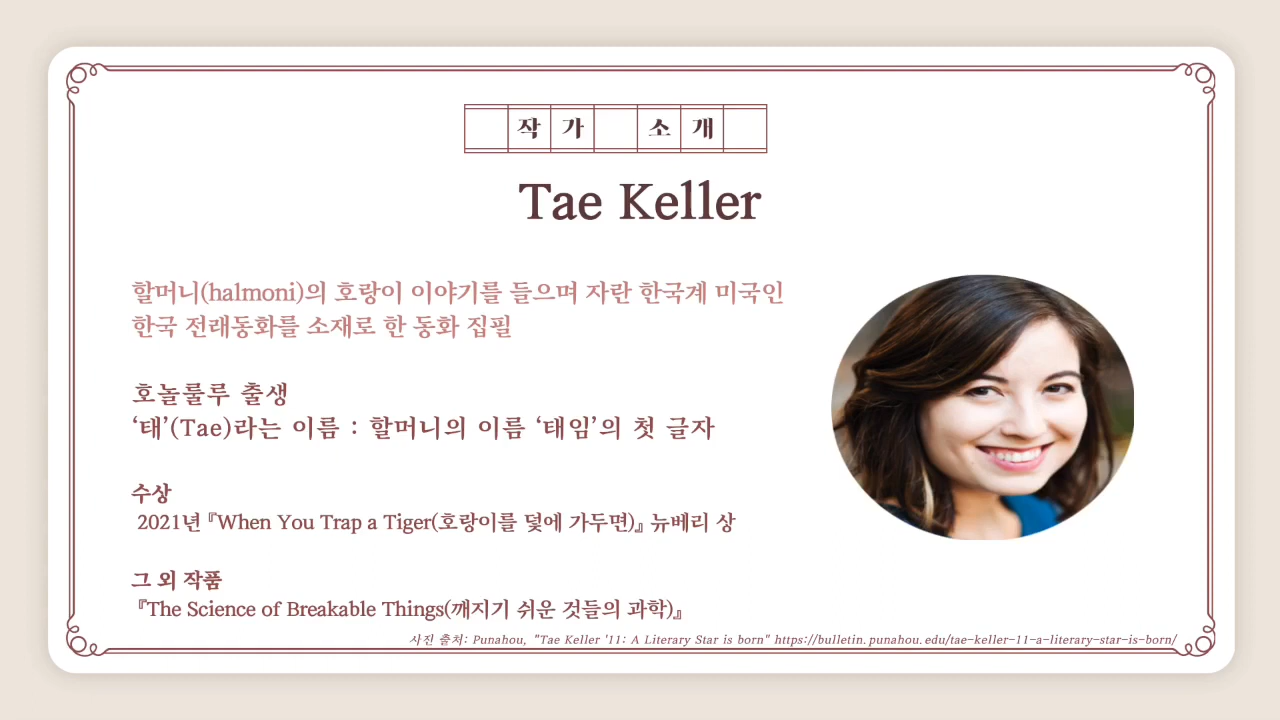 작가 소개
Tae Keller
할머니(halmoni)의 호랑이 이야기를 들으며 자란 한국계 미국인
한국 전래동화를 소재로 한 동화 집필
호놀룰루 출생
‘태’(Tae)라는 이름 : 할머니의 이름 ‘태임’의 첫 글자
수상
2021년 『When You Trap a Tiger(호랑이를 덫에 가두면)』 뉴베리 상
그 외 작품
『The Science of Breakable Things(깨지기 쉬운 것들의 과학)』
사진 출처: Punahou, "Tae Keller '11: A Literary Star is born" https://bulletin.punahou.edu/tae-keller-11-a-literary-star-is-born/